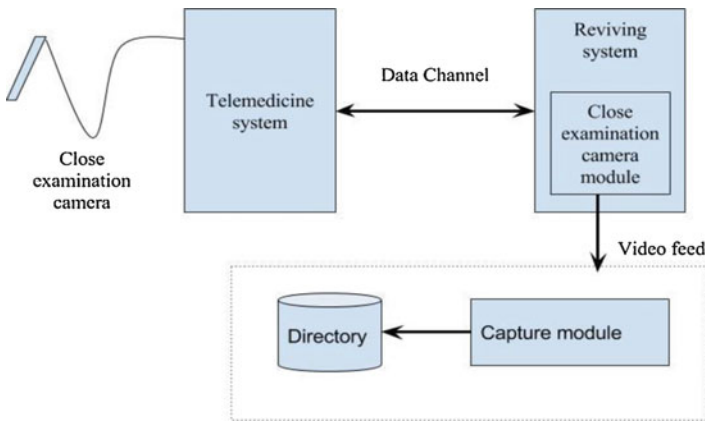 Reviving
system
Data Channel
Telemedicine
system
Close
examination
camera
module
Close
examination
camera
Video feed
Directory
Capture module